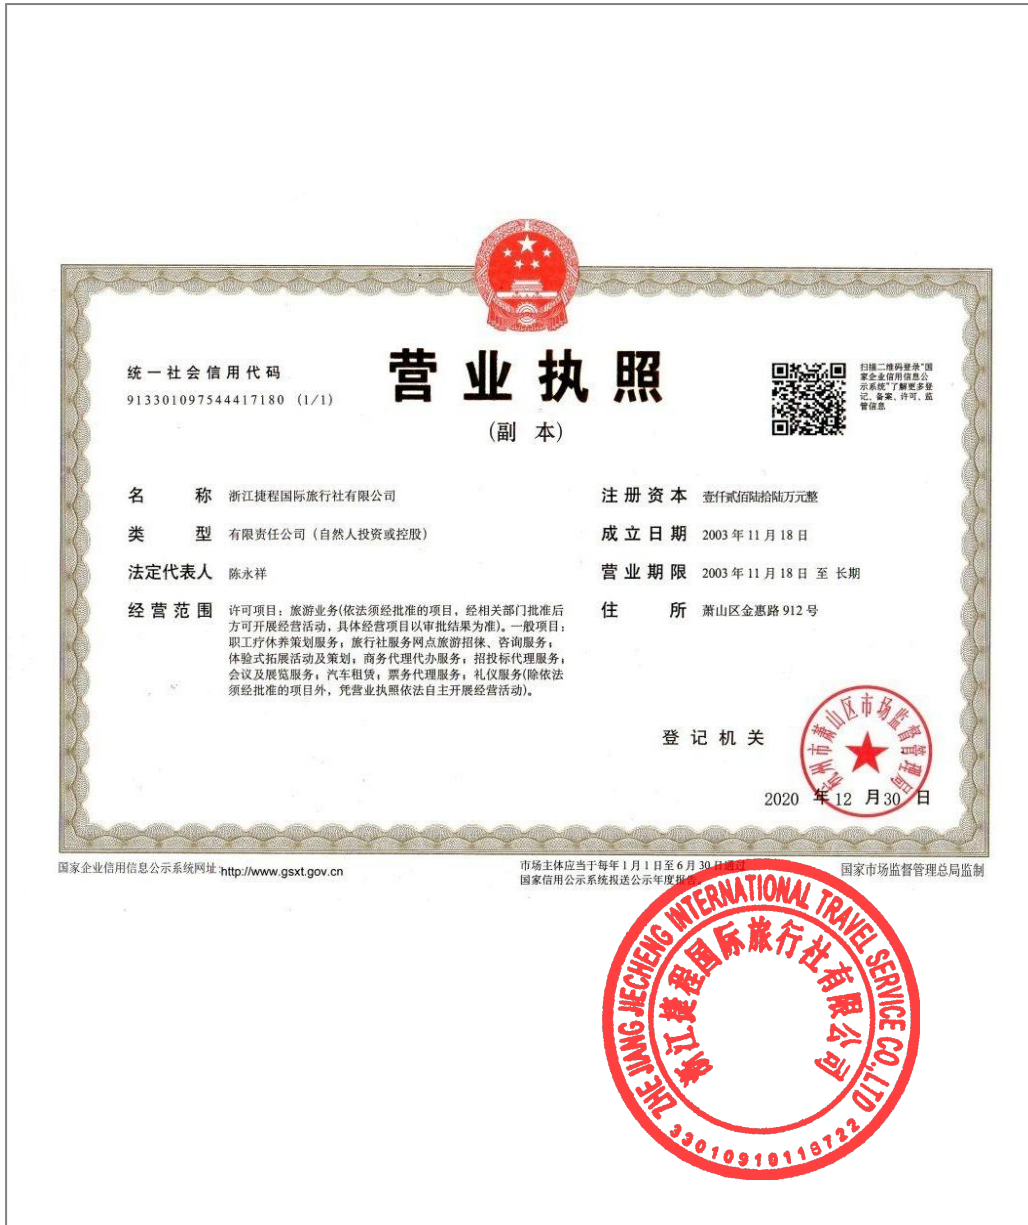 统一社会信用代码
913301097544417180 (1/1)
营业执照
(副 本)
扫描二维码登录"国
家企业信用信息公
示系统"了解更多登
记、备案、许可、监
管信息
名 称 浙江捷程国际旅行社有限公司
类 型 有限责任公司（自然人投资或控股）
法定代表人 陈永祥
经营范围 许可项目：旅游业务(依法须经批准的项目，经相关部门批准后
方可开展经营活动，具体经营项目以审批结果为准)。一般项目：
职工疗休养策划服务；旅行社服务网点旅游招徕、咨询服务；
体验式拓展活动及策划；商务代理代办服务；招投标代理服务；
会议及展览服务；汽车租赁；票务代理服务；礼仪服务(除依法
须经批准的项目外，凭营业执照依法自主开展经营活动)。
注册资本 壹仟贰佰陆拾陆万元整
成立日期 2003年11月18日
营业期限 2003年11月18日 至 长期
住 所 萧山区金惠路912号
登记机关
杭州市萧山区市场监督管理局
2020 年12 月30 日
国家企业信用信息公示系统网址:http://www.gsxt.gov.cn
市场主体应当于每年1月1日至6月30日通过
国家信用公示系统报送公示年度报告。
国家市场监督管理总局监制
ZHE JIANG JIECHENG INTERNATIONAL TRAVEL SERVICE CO.,LTD
浙江捷程国际旅行社有限公司
33010910118722